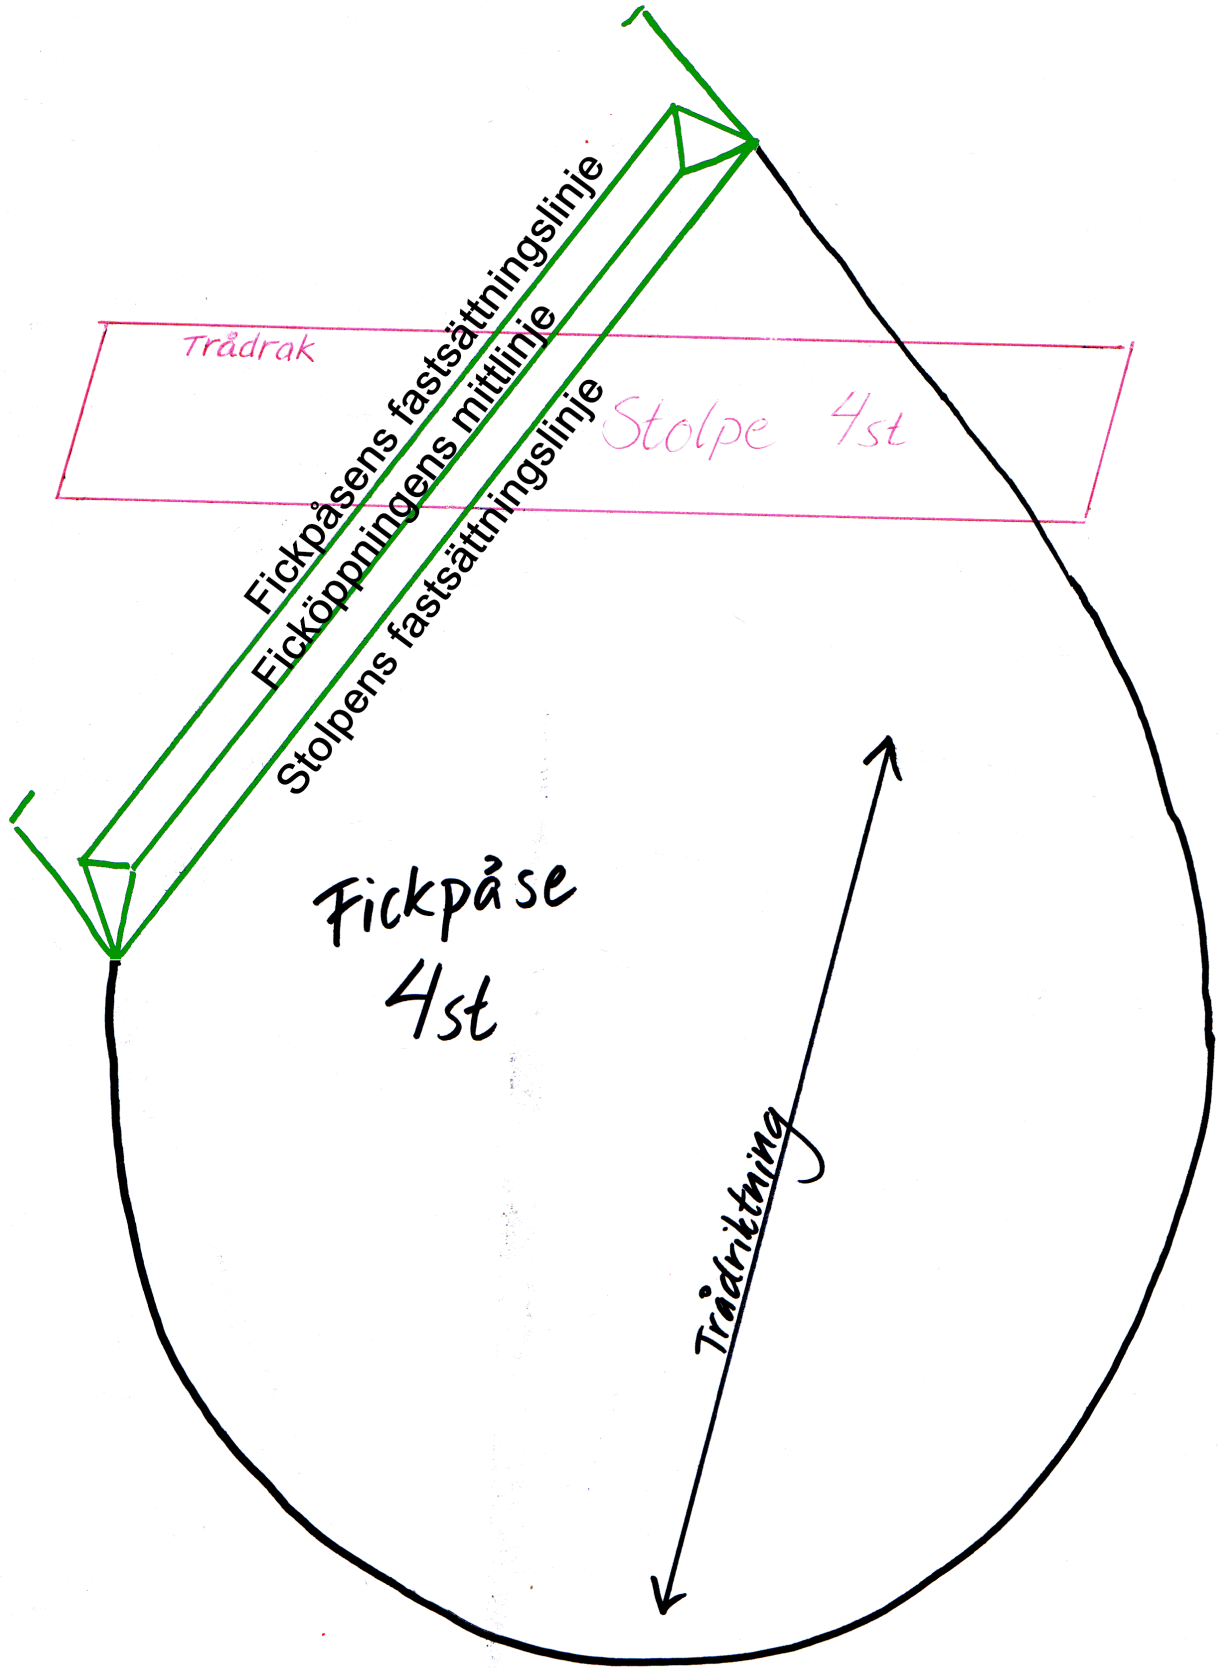 Fickpåsens fastsättningslinje
Ficköppningens mittlinje
Stolpens fastsättningslinje
Trådrak
Stolpe 4st
Fickpåse
4st
Trådriktning